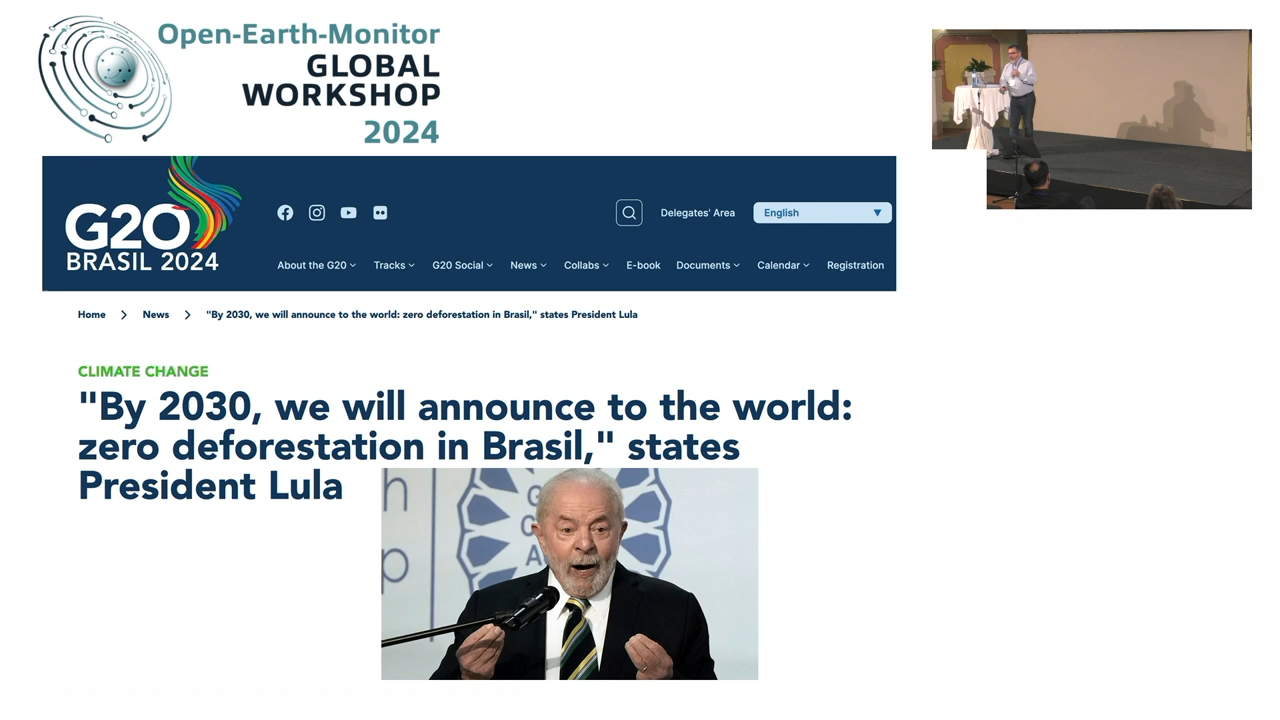 Open-Earth-Monitor
GLOBAL
WORKSHOP
2024
G20
BRASIL 2024
Delegates' Area
English
About the G20
Tracks
G20 Social
News
Collabs
E-book
Documents
Calendar
Registration
Home
News
"By 2030, we will announce to the world: zero deforestation in Brasil," states President Lula
CLIMATE CHANGE
"By 2030, we will announce to the world:
zero deforestation in Brasil," states
President Lula